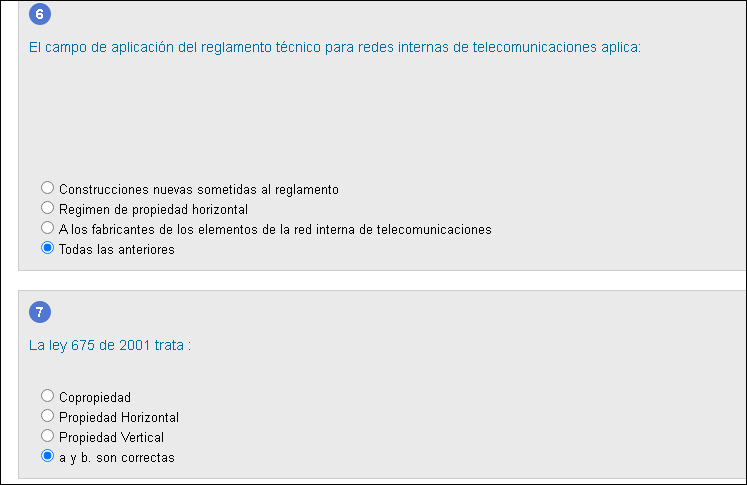 6
El campo de aplicación del reglamento técnico para redes internas de telecomunicaciones aplica:
Construcciones nuevas sometidas al reglamento
Regimen de propiedad horizontal
A los fabricantes de los elementos de la red interna de telecomunicaciones
Todas las anteriores
7
La ley 675 de 2001 trata :
Copropiedad
Propiedad Horizontal
Propiedad Vertical
a y b. son correctas